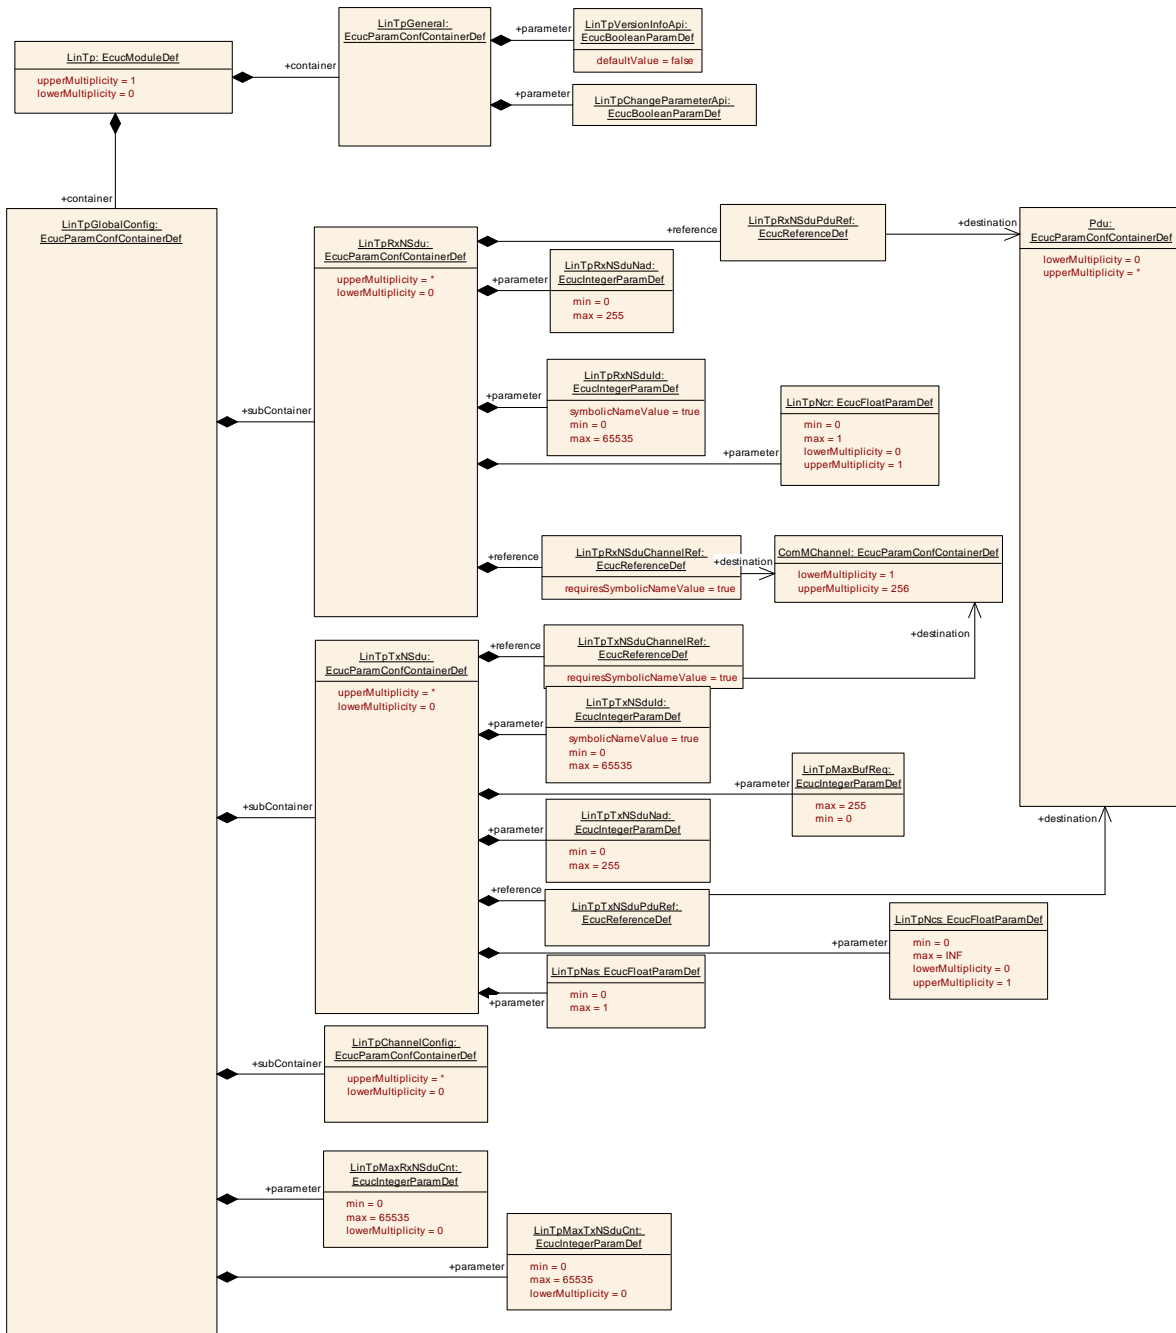 LinTp: EcucModuleDef
upperMultiplicity = 1
lowerMultiplicity = 0
+container
LinTpGeneral:
EcucParamConfContainerDef
+parameter
LinTpVersionInfoApi:
EcucBooleanParamDef
defaultValue = false
+parameter
LinTpChangeParameterApi:
EcucBooleanParamDef
+container
LinTpGlobalConfig:
EcucParamConfContainerDef
+subContainer
LinTpRxNSdu:
EcucParamConfContainerDef
upperMultiplicity = *
lowerMultiplicity = 0
+reference
LinTpRxNSduPduRef:
EcucReferenceDef
+destination
Pdu:
EcucParamConfContainerDef
lowerMultiplicity = 0
upperMultiplicity = *
+parameter
LinTpRxNSduNad:
EcucIntegerParamDef
min = 0
max = 255
+parameter
LinTpRxNSduId:
EcucIntegerParamDef
symbolicNameValue = true
min = 0
max = 65535
+parameter
LinTpNcr: EcucFloatParamDef
min = 0
max = 1
lowerMultiplicity = 0
upperMultiplicity = 1
+reference
LinTpRxNSduChannelRef:
EcucReferenceDef
requiresSymbolicNameValue = true
+destination
ComMChannel: EcucParamConfContainerDef
lowerMultiplicity = 1
upperMultiplicity = 256
+subContainer
LinTpTxNSdu:
EcucParamConfContainerDef
upperMultiplicity = *
lowerMultiplicity = 0
+reference
LinTpTxNSduChannelRef:
EcucReferenceDef
requiresSymbolicNameValue = true
+destination
+parameter
LinTpTxNSduId:
EcucIntegerParamDef
symbolicNameValue = true
min = 0
max = 65535
+parameter
LinTpMaxBufReq:
EcucIntegerParamDef
max = 255
min = 0
+parameter
LinTpTxNSduNad:
EcucIntegerParamDef
min = 0
max = 255
+destination
+reference
LinTpTxNSduPduRef:
EcucReferenceDef
+parameter
LinTpNcs: EcucFloatParamDef
min = 0
max = INF
lowerMultiplicity = 0
upperMultiplicity = 1
+parameter
LinTpNas: EcucFloatParamDef
min = 0
max = 1
+subContainer
LinTpChannelConfig:
EcucParamConfContainerDef
upperMultiplicity = *
lowerMultiplicity = 0
+parameter
LinTpMaxRxNSduCnt:
EcucIntegerParamDef
min = 0
max = 65535
lowerMultiplicity = 0
+parameter
LinTpMaxTxNSduCnt:
EcucIntegerParamDef
min = 0
max = 65535
lowerMultiplicity = 0